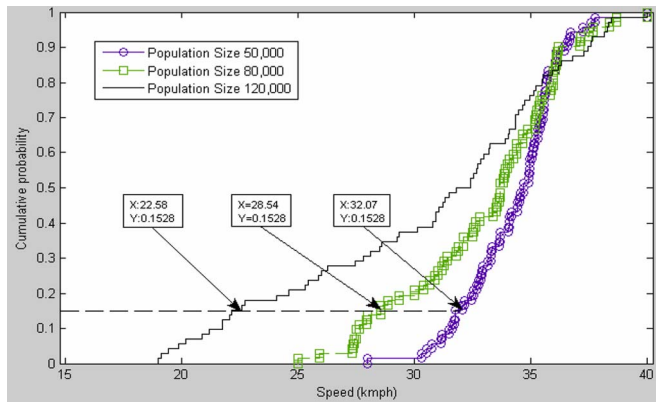 1
0.9
0.8
0.7
0.6
0.5
0.4
0.3
0.2
0.1
0
Cumulative probability
Population Size 50,000
Population Size 80,000
Population Size 120,000
X:22.58
Y:0.1528
X=28.54
Y=0.1528
X:32.07
Y:0.1528
15
20
25
30
35
40
Speed (kmph)